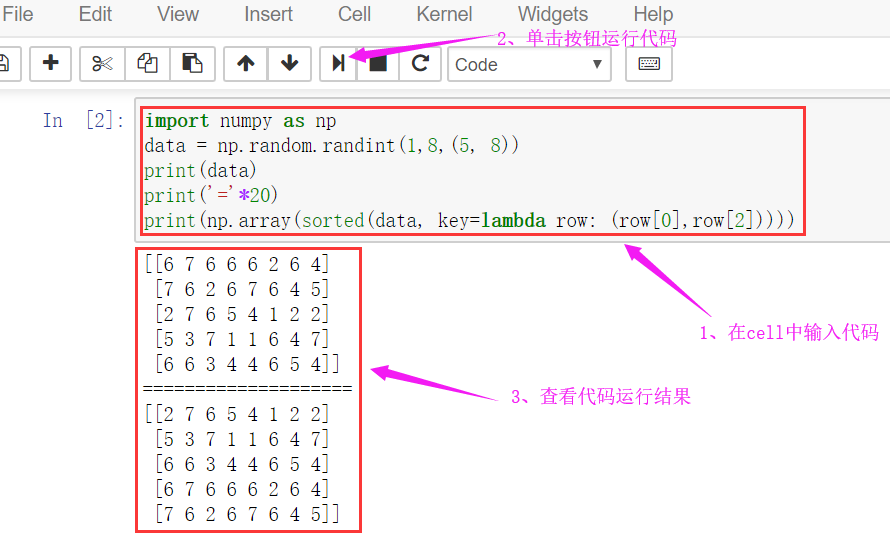 File Edit View Insert Cell Kernel Widgets Help
2、单击按钮运行代码
Code
In [2]:
import numpy as np
data = np.random.randint(1,8,(5, 8))
print(data)
print('='*20)
print(np.array(sorted(data, key=lambda row: (row[0],row[2]))))
1、在cell中输入代码
[[6 7 6 6 6 2 6 4]
[7 6 2 6 7 6 4 5]
[2 7 6 5 4 1 2 2]
[5 3 7 1 1 6 4 7]
[6 6 3 4 4 6 5 4]]
====================
3、查看代码运行结果
[[2 7 6 5 4 1 2 2]
[5 3 7 1 1 6 4 7]
[6 6 3 4 4 6 5 4]
[6 7 6 6 6 2 6 4]
[7 6 2 6 7 6 4 5]]